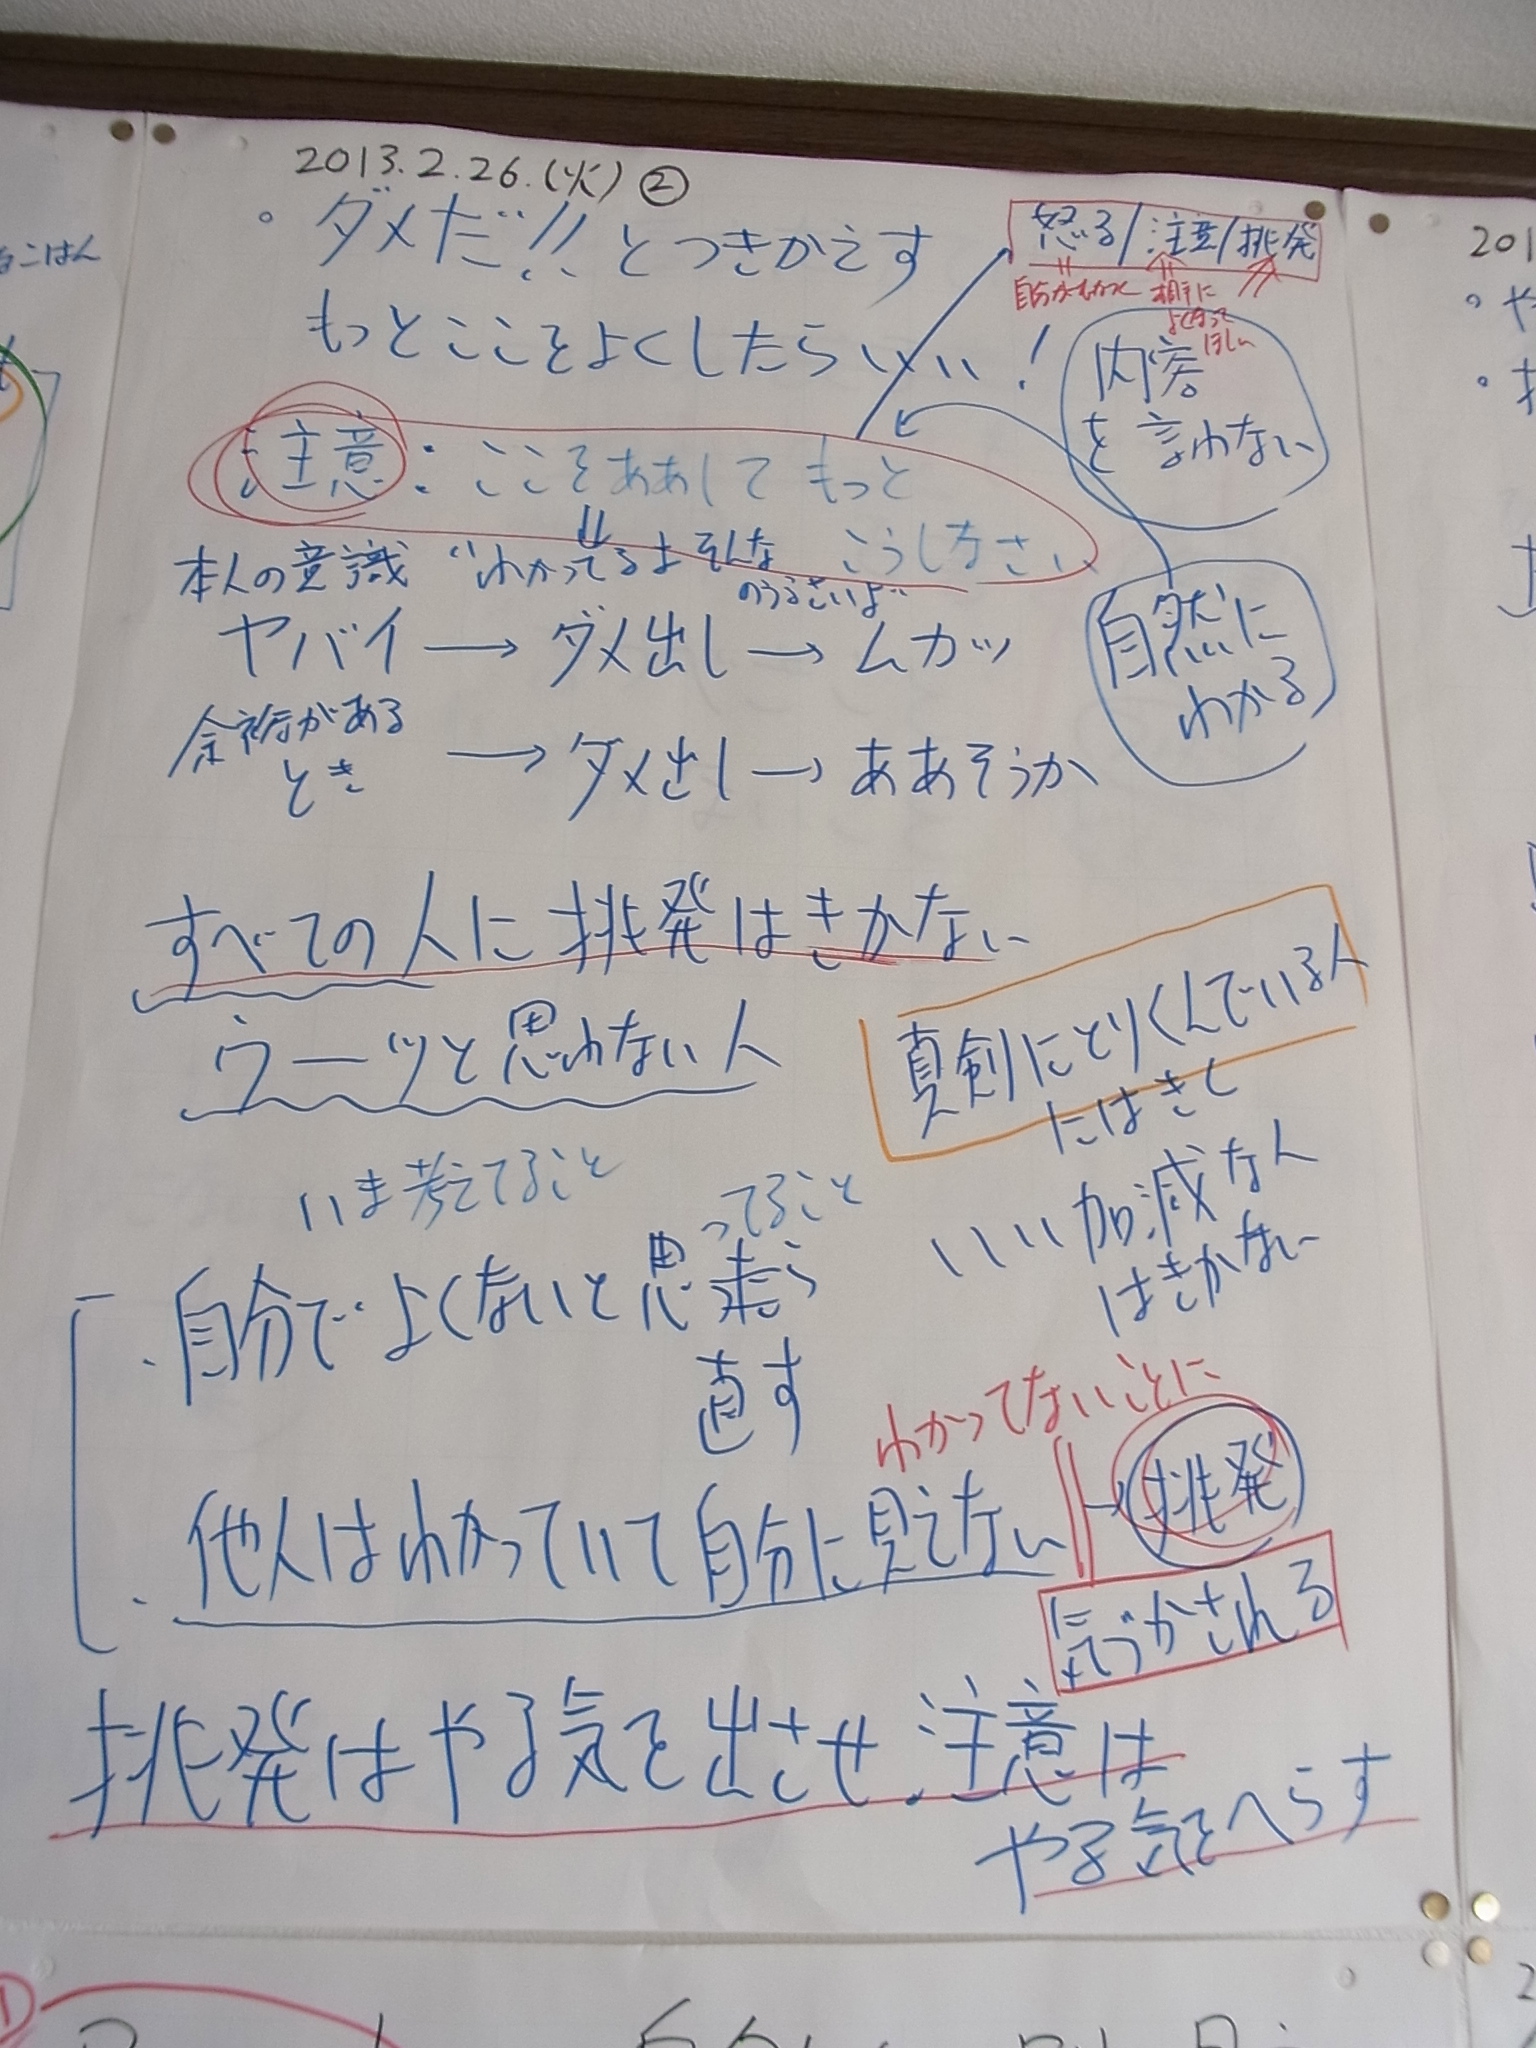 2013.2.26.(火)②
・ダメだ!!とつきかえす
もっとここをよくしたらいい!
怒る/注意/挑発
相手に
よくなって
ほしい
内容
を言わない
注意:ここをああしてもっと
こうしなさい
本人の意識 “わかってるよそんな
のうるさいよ”
ヤバイ→ダメ出し→ムカッ
自然に
わかる
余裕がある
とき
→ダメ出し→ああそうか
すべての人に挑発はきかない
ウーッと思わない人
真剣にとりくんでいる人
にはきく
いい加減な人
はきかない
いま考えてること
ってること
・自分でよくないと思ったら
直す
わかってないことに
・他人はわかっていて自分に見えない→挑発
気づかされる
挑発はやる気を出させ、注意は
やる気をへらす
るごはん
201
①